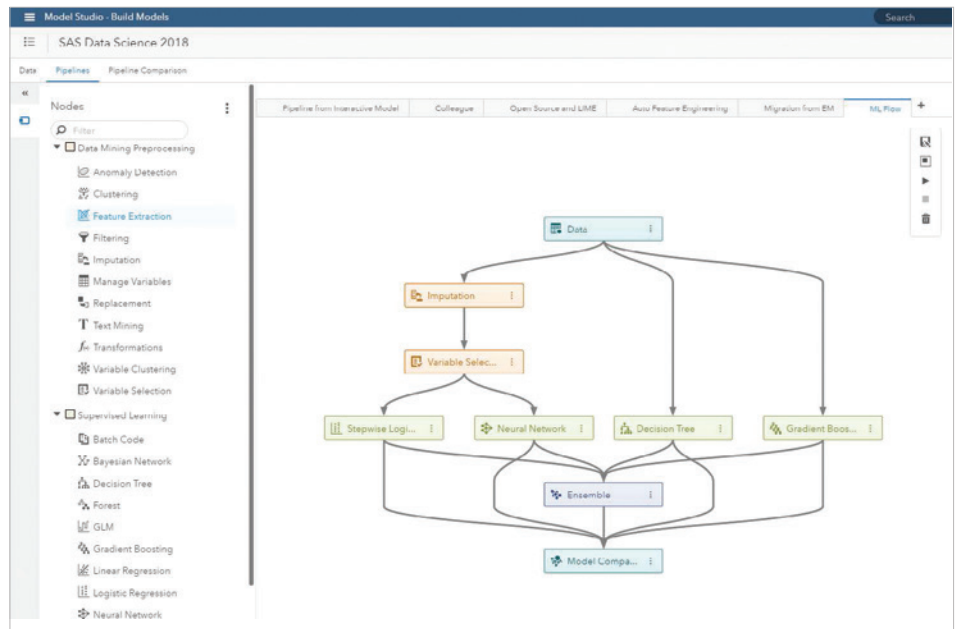 Model Studio - Build Models
Search
SAS Data Science 2018
Data Pipelines Pipeline Comparison
Nodes
Filter
Data Mining Preprocessing
Anomaly Detection
Clustering
Feature Extraction
Filtering
Imputation
Manage Variables
Replacement
Text Mining
Transformations
Variable Clustering
Variable Selection
Supervised Learning
Batch Code
Bayesian Network
Decision Tree
Forest
GLM
Gradient Boosting
Linear Regression
Logistic Regression
Neural Network
Pipeline from Interactive Model Colleague Open Source and LIME Auto Feature Engineering Migration from EM ML Flow
Data
Imputation
Variable Selec...
Stepwise Logi... Neural Network Decision Tree Gradient Boos...
Ensemble
Model Compa...